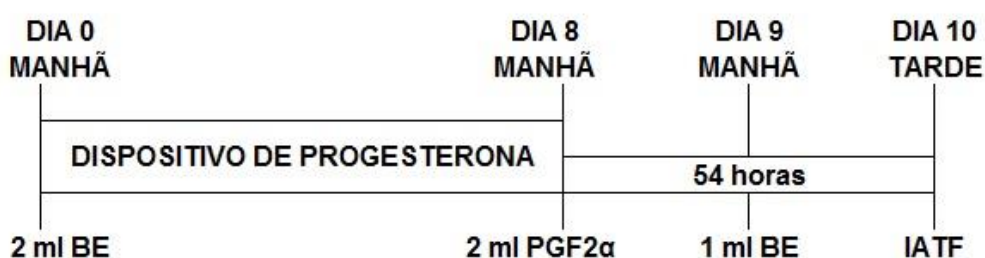 DIA 0 DIA 8 DIA 9 DIA 10
MANHÃ MANHÃ MANHÃ TARDE
DISPOSITIVO DE PROGESTERONA
54 horas
2 ml BE 2 ml PGF2α 1 ml BE IATF